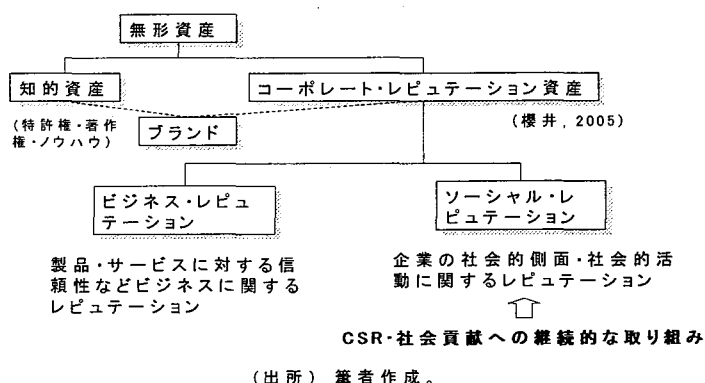 無形資産
知的資産
コーポレート・レピュテーション資産
(特許権・著作
権・ノウハウ)
ブランド
(櫻井, 2005)
ビジネス・レピュ
テーション
ソーシャル・レ
ピュテーション
製品・サービスに対する信
頼性などビジネスに関する
レピュテーション
企業の社会的側面・社会的活
動に関するレピュテーション
CSR・社会貢献への継続的な取り組み
(出所) 筆者作成。